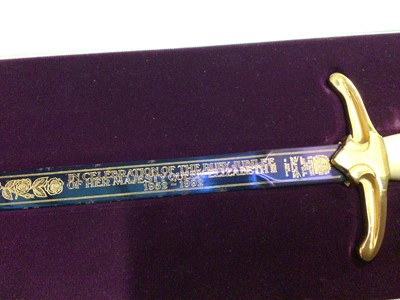 IN CELEBRATION OF THE RUBY JUBILEE
OF HER MAJESTY QUEEN ELIZABETH II
1952 - 1992